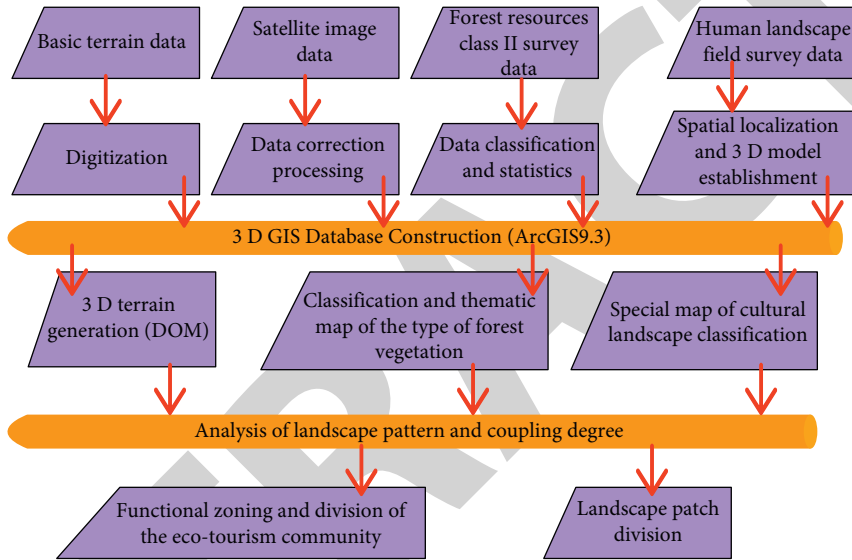 Basic terrain data
Satellite image
data
Forest resources
class II survey
data
Human landscape
field survey data
Digitization
Data correction
processing
Data classification
and statistics
Spatial localization
and 3 D model
establishment
3 D GIS Database Construction (ArcGIS9.3)
3 D terrain
generation (DOM)
Classification and thematic
map of the type of forest
vegetation
Special map of cultural
landscape classification
Analysis of landscape pattern and coupling degree
Functional zoning and division of
the eco-tourism community
Landscape patch
division